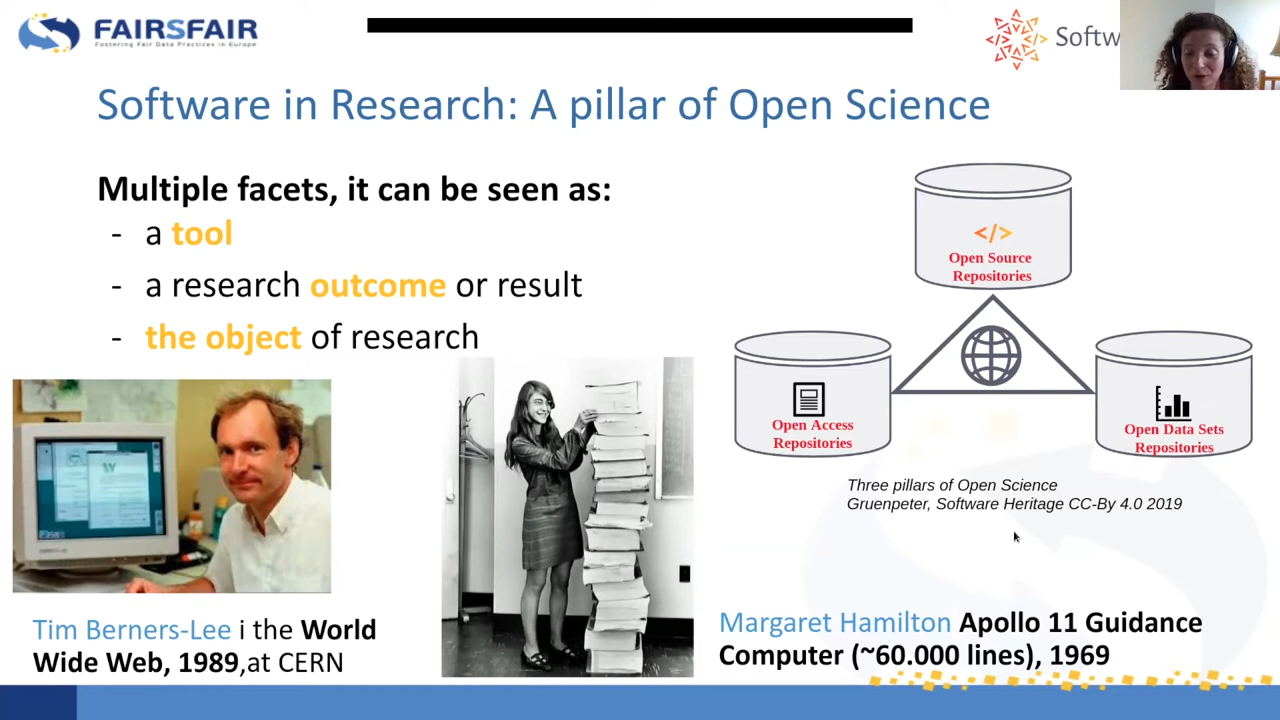 FAIRSFAIR
Fostering Fair Data Practices in Europe
Softw
Software in Research: A pillar of Open Science
Multiple facets, it can be seen as:
- a tool
- a research outcome or result
- the object of research
</>
Open Source
Repositories
Open Access
Repositories
Open Data Sets
Repositories
Three pillars of Open Science
Gruenpeter, Software Heritage CC-By 4.0 2019
Tim Berners-Lee i the World
Wide Web, 1989,at CERN
Margaret Hamilton Apollo 11 Guidance
Computer (~60.000 lines), 1969